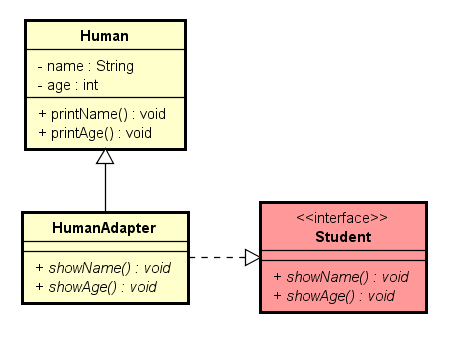 Human
- name : String
- age : int
+ printName() : void
+ printAge() : void
HumanAdapter
+ showName() : void
+ showAge() : void
<<interface>>
Student
+ showName() : void
+ showAge() : void